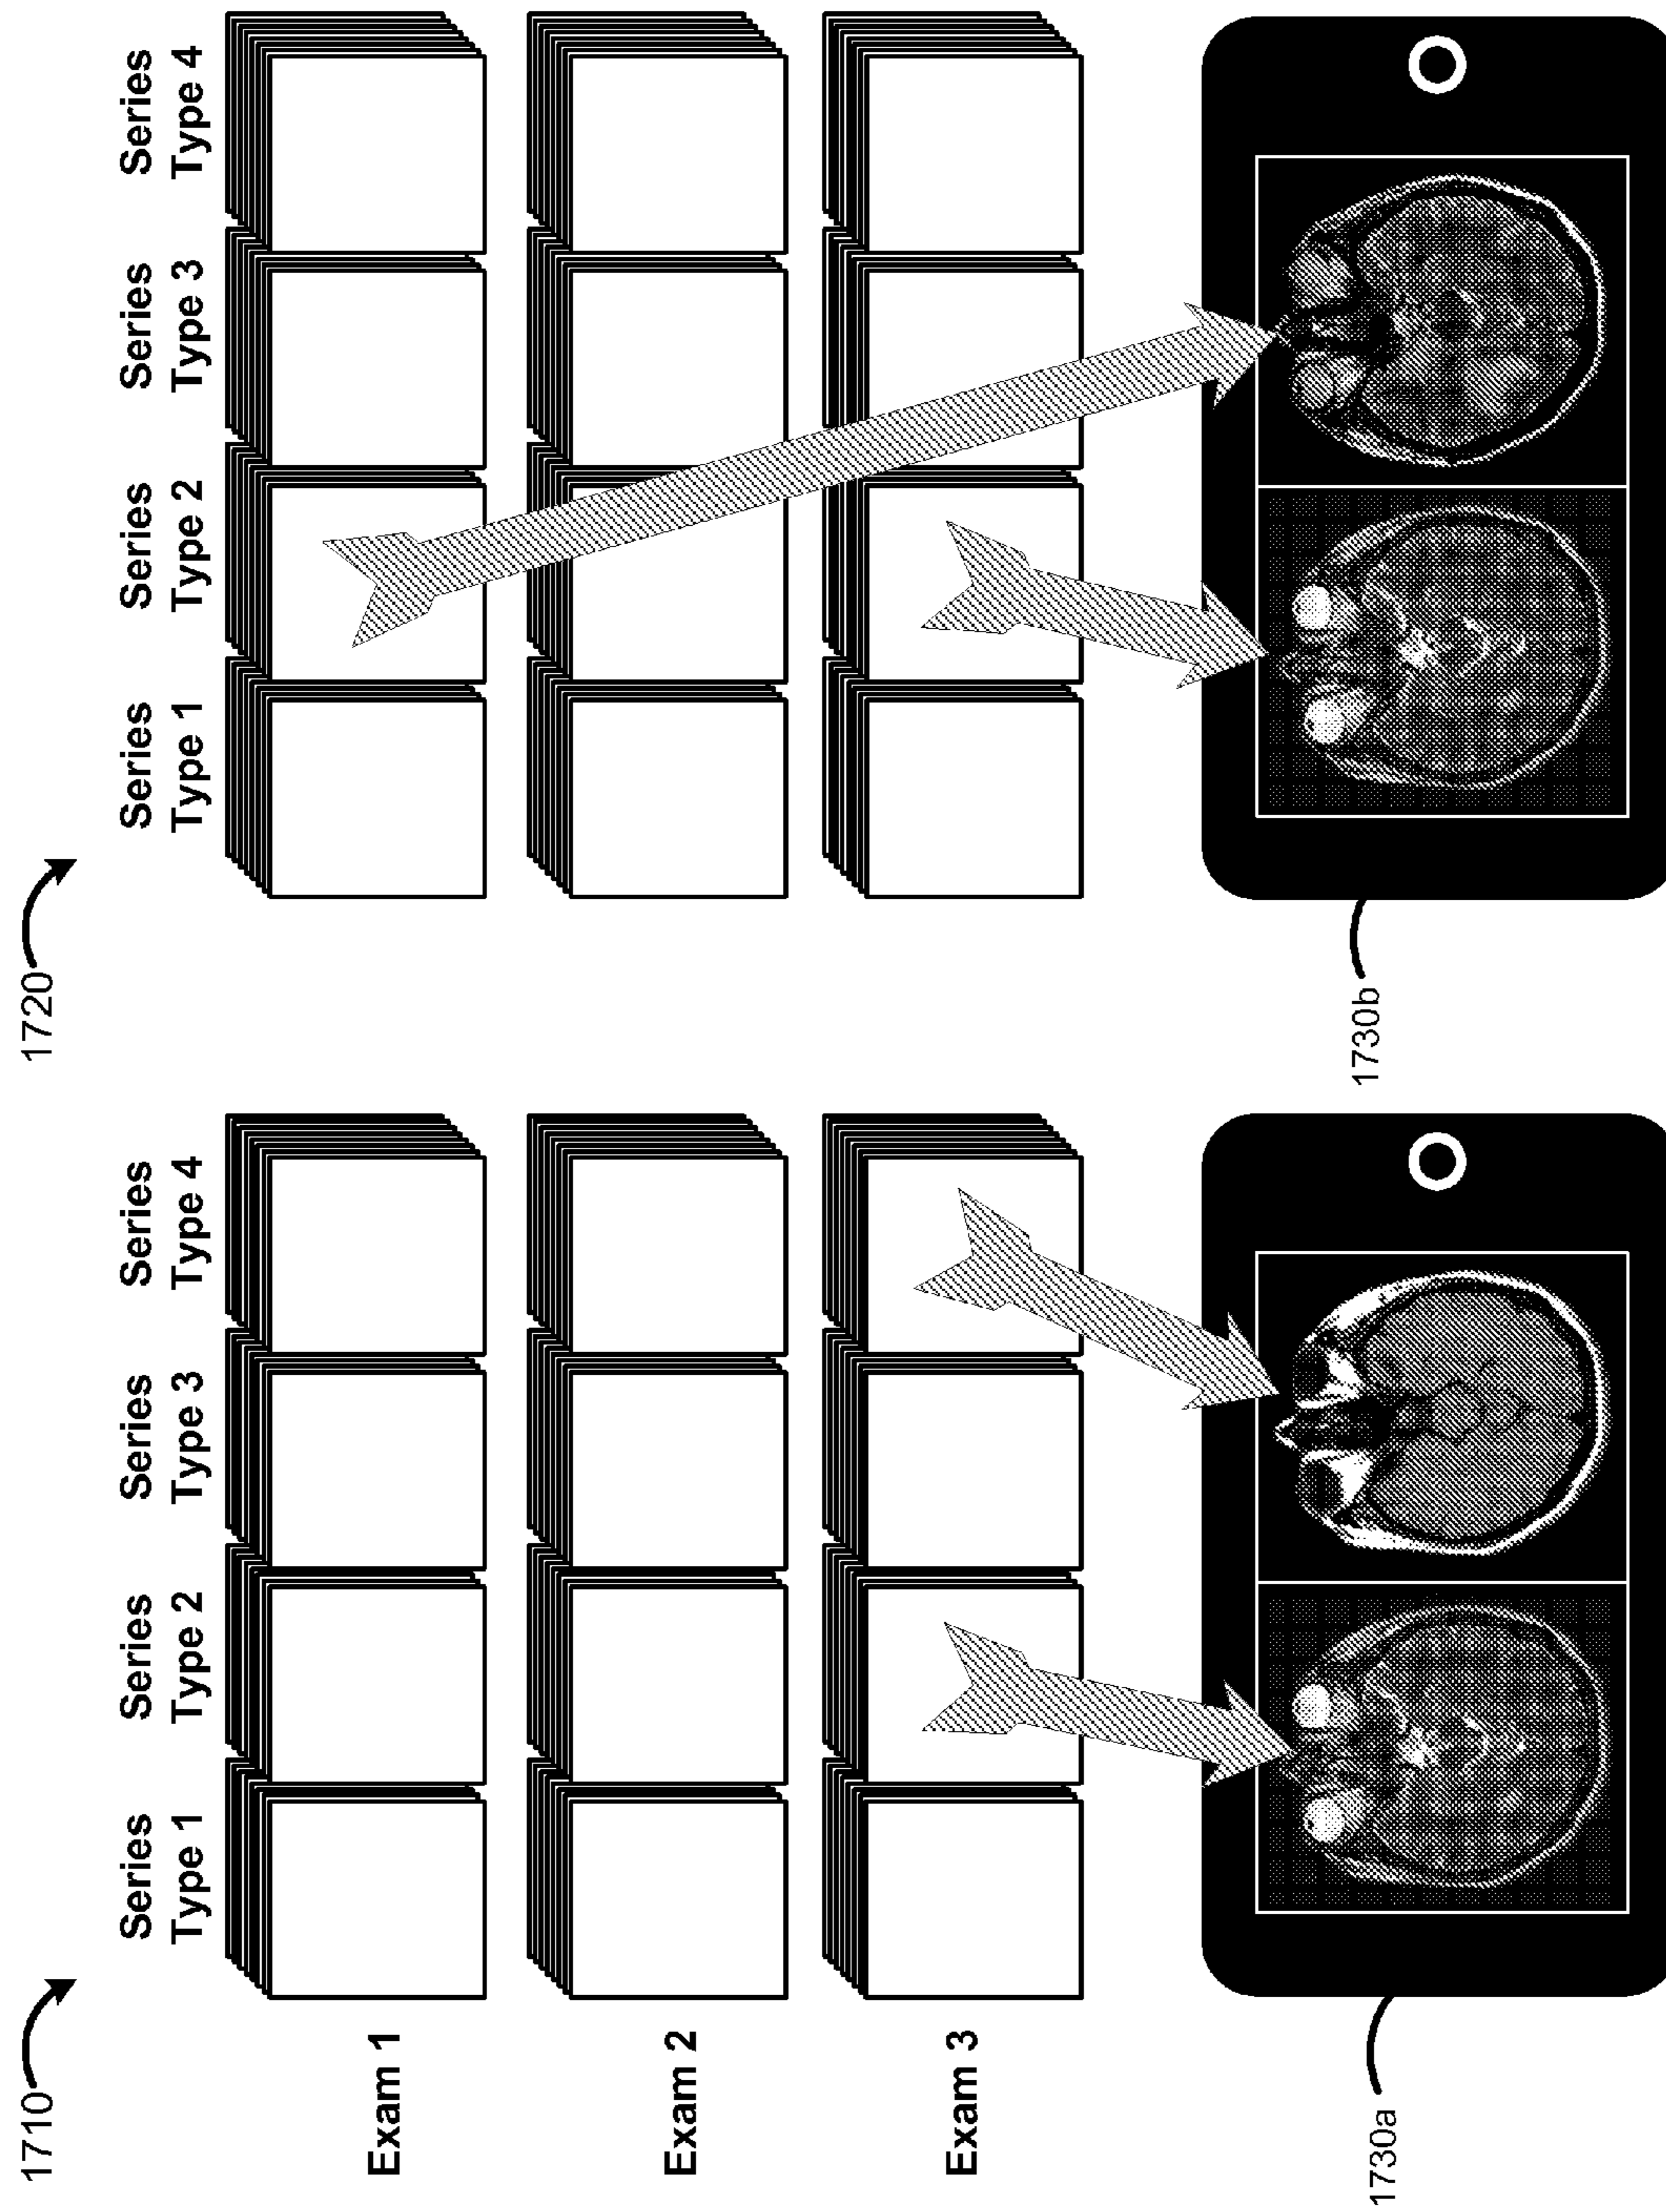 1710
1720
Series
Type 1
Series
Type 2
Series
Type 3
Series
Type 4
Series
Type 1
Series
Type 2
Series
Type 3
Series
Type 4
Exam 1
Exam 2
Exam 3
1730a
1730b